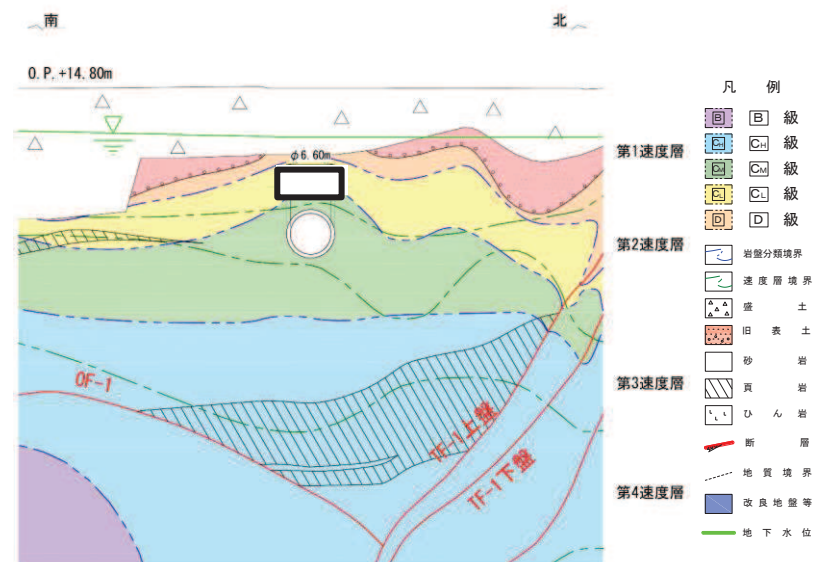 南
北
O.P.+14.80m
φ6.60m
第1速度層
第2速度層
第3速度層
第4速度層
OF-1
TF-1上盤
TF-1下盤
凡 例
B B 級
CH CH 級
CM CM 級
CL CL 級
D D 級
岩盤分類境界
速度層境界
盛 土
旧 表 土
砂 岩
頁 岩
ひ ん 岩
断 層
地 質 境 界
改 良 地 盤 等
地 下 水 位